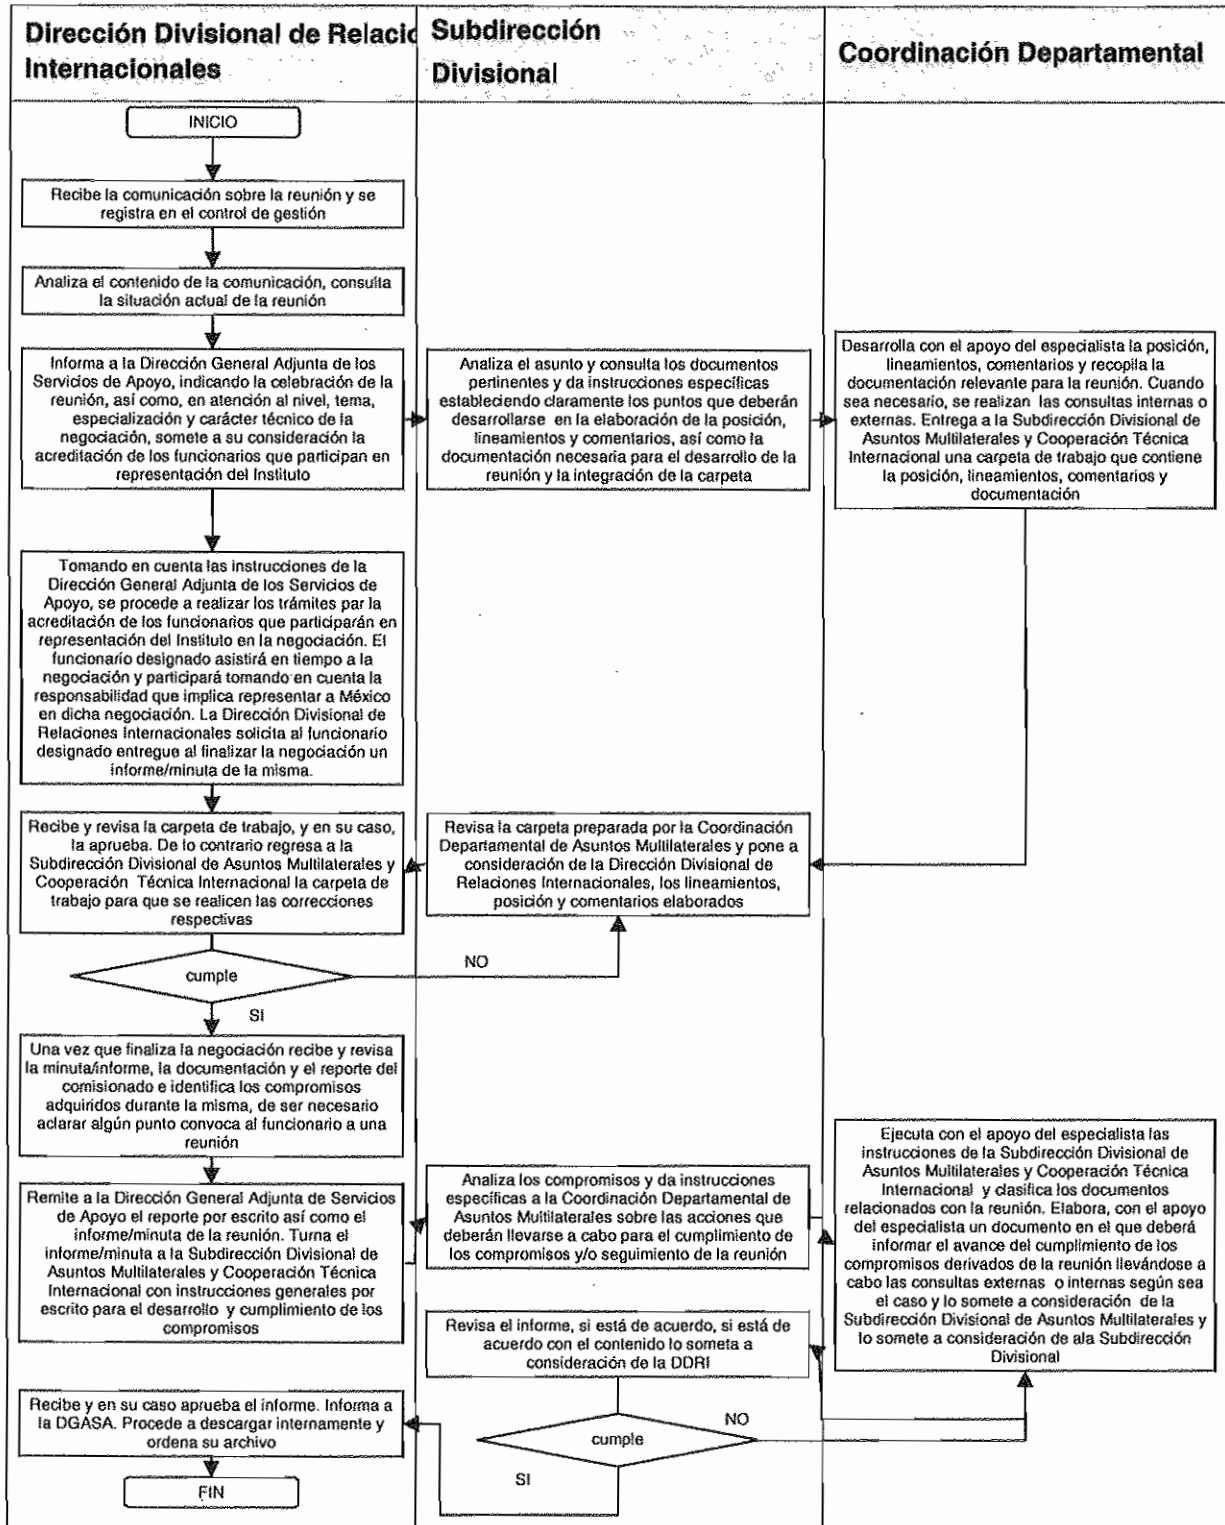 Dirección Divisional de Relacio
Internacionales
Subdirección
Divisional
Coordinación Departamental
INICIO
Recibe la comunicación sobre la reunión y se
registra en el control de gestión
Analiza el contenido de la comunicación, consulta
la situación actual de la reunión
Informa a la Dirección General Adjunta de los
Servicios de Apoyo, indicando la celebración de la
reunión, así como, en atención al nivel, tema,
especialización y carácter técnico de la
negociación, somete a su consideración la
acreditación de los funcionarios que participan en
representación del Instituto
Analiza el asunto y consulta los documentos
pertinentes y da instrucciones específicas
estableciendo claramente los puntos que deberán
desarrollarse en la elaboración de la posición,
lineamientos y comentarios, así como la
documentación necesaria para el desarrollo de la
reunión y la integración de la carpeta
Desarrolla con el apoyo del especialista la posición,
lineamientos, comentarios y recopila la
documentación relevante para la reunión. Cuando
sea necesario, se realizan las consultas internas o
externas. Entrega a la Subdirección Divisional de
Asuntos Multilaterales y Cooperación Técnica
Internacional una carpeta de trabajo que contiene
la posición, lineamientos, comentarios y
documentación
Tomando en cuenta las instrucciones de la
Dirección General Adjunta de los Servicios de
Apoyo, se procede a realizar los trámites par la
acreditación de los funcionarios que participarán en
representación del Instituto en la negociación. El
funcionario designado asistirá en tiempo a la
negociación y participará tomando en cuenta la
responsabilidad que implica representar a México
en dicha negociación. La Dirección Divisional de
Relaciones Internacionales solicita al funcionario
designado entregue al finalizar la negociación un
informe/minuta de la misma.
Recibe y revisa la carpeta de trabajo, y en su caso,
la aprueba. De lo contrario regresa a la
Subdirección Divisional de Asuntos Multilaterales y
Cooperación Técnica Internacional la carpeta de
trabajo para que se realicen las correcciones
respectivas
Revisa la carpeta preparada por la Coordinación
Departamental de Asuntos Multilaterales y pone a
consideración de la Dirección Divisional de
Relaciones Internacionales, los lineamientos,
posición y comentarios elaborados
cumple
NO
SI
Una vez que finaliza la negociación recibe y revisa
la minuta/informe, la documentación y el reporte del
comisionado e identifica los compromisos
adquiridos durante la misma, de ser necesario
aclarar algún punto convoca al funcionario a una
reunión
Remite a la Dirección General Adjunta de Servicios
de Apoyo el reporte por escrito así como el
informe/minuta de la reunión. Turna el
informe/minuta a la Subdirección Divisional de
Asuntos Multilaterales y Cooperación Técnica
Internacional con instrucciones generales por
escrito para el desarrollo y cumplimiento de los
compromisos
Analiza los compromisos y da instrucciones
específicas a la Coordinación Departamental de
Asuntos Multilaterales sobre las acciones que
deberán llevarse a cabo para el cumplimiento de
los compromisos y/o seguimiento de la reunión
Ejecuta con el apoyo del especialista las
instrucciones de la Subdirección Divisional de
Asuntos Multilaterales y Cooperación Técnica
Internacional y clasifica los documentos
relacionados con la reunión. Elabora, con el apoyo
del especialista un documento en el que deberá
informar el avance del cumplimiento de los
compromisos derivados de la reunión llevándose a
cabo las consultas externas o internas según sea
el caso y lo somete a consideración de la
Subdirección Divisional de Asuntos Multilaterales y
lo somete a consideración de ala Subdirección
Divisional
Revisa el informe, si está de acuerdo, si está de
acuerdo con el contenido lo someta a
consideración de la DDRI
Recibe y en su caso aprueba el informe. Informa a
la DGASA. Procede a descargar internamente y
ordena su archivo
cumple
NO
SI
FIN